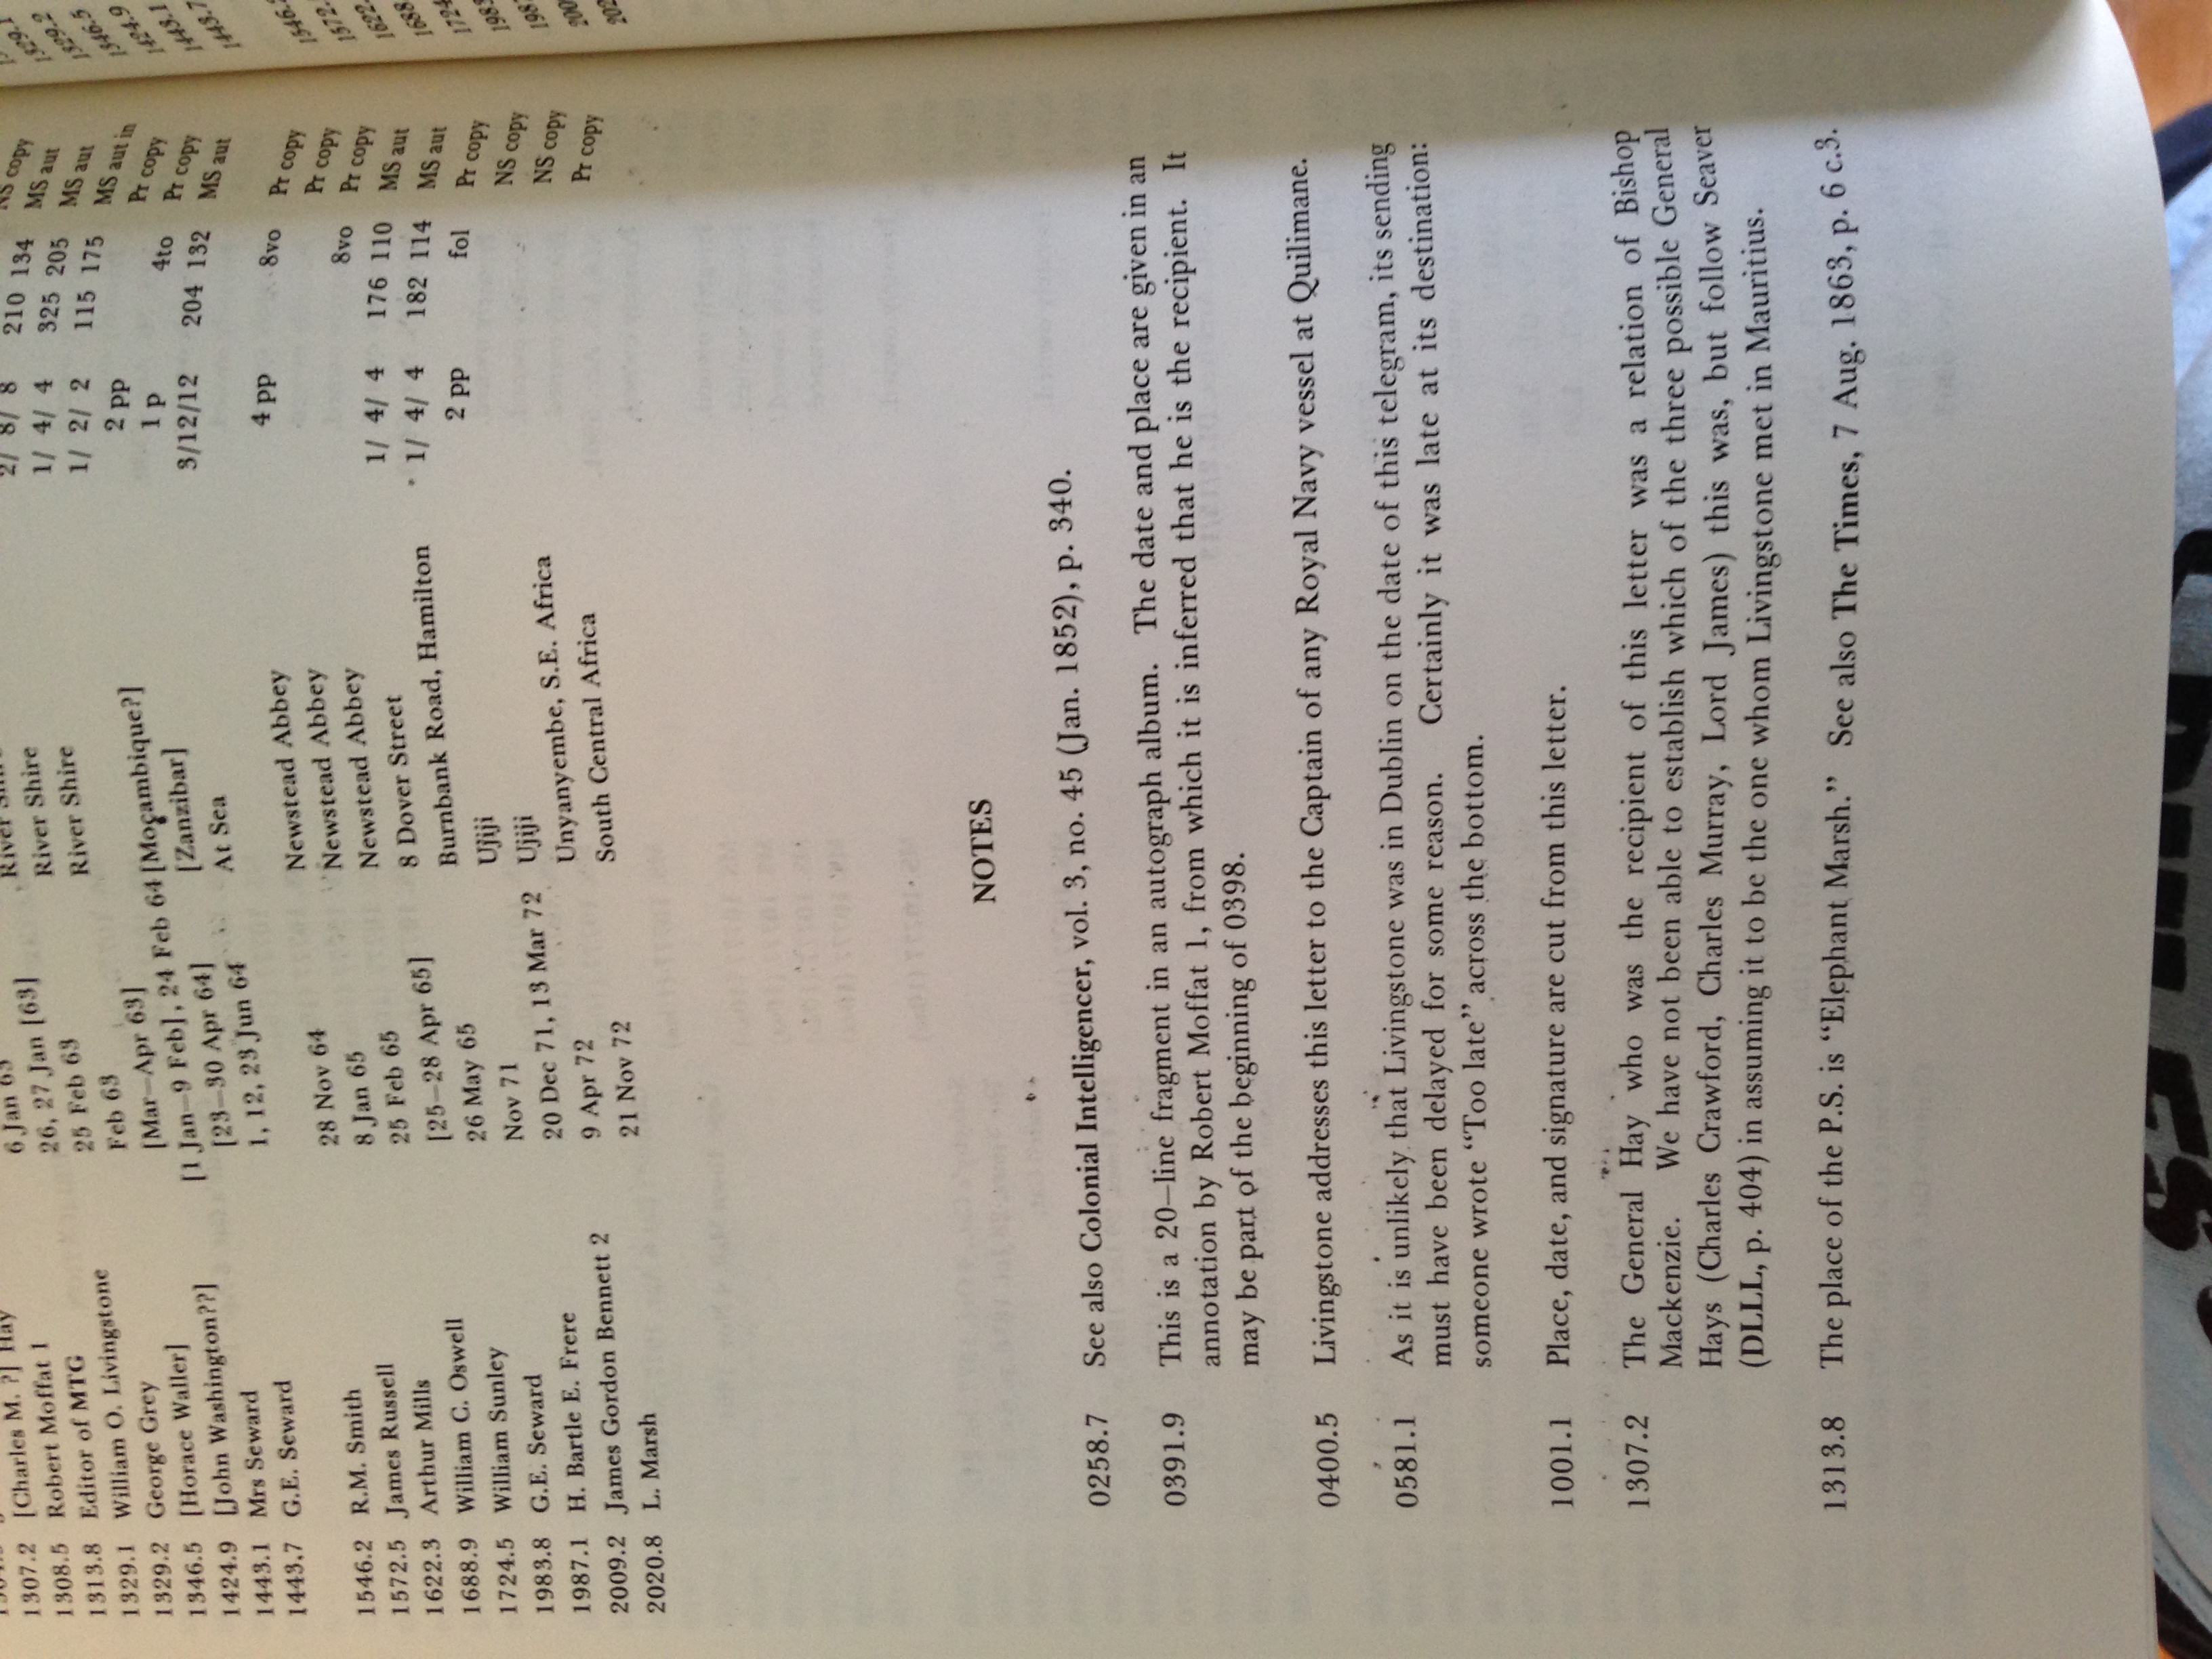 1307.2 [Charles M. ?] Hay
1308.5 Robert Moffat 1 6 Jan 63 River
1313.8 Editor of MTG 26, 27 Jan [63] River Shire NS copy
1329.1 William O. Livingstone 25 Feb 63 River Shire 2/ 8/ 8 210 134 MS aut
1329.2 George Grey Feb 63 1/ 4/ 4 325 205 MS aut
1346.5 [Horace Waller] [Mar–Apr 63] 1/ 2/ 2 115 175 MS aut in
1424.9 [John Washington??] [1 Jan–9 Feb], 24 Feb 64 [Moçambique?] 2 pp Pr copy
1443.1 Mrs Seward [23–30 Apr 64] [Zanzibar] 1 p 4to Pr copy
1443.7 G.E. Seward 1, 12, 23 Jun 64 At Sea 3/12/12 204 132 MS aut
1546.2 R.M. Smith 28 Nov 64 Newstead Abbey 4 pp 8vo Pr copy
1572.5 James Russell 8 Jan 65 Newstead Abbey Pr copy
1622.3 Arthur Mills 25 Feb 65 Newstead Abbey 8vo Pr copy
1688.9 William C. Oswell [25–28 Apr 65] 8 Dover Street 1/ 4/ 4 176 110 MS aut
1724.5 William Sunley 26 May 65 Burnbank Road, Hamilton 1/ 4/ 4 182 114 MS aut
1983.8 G.E. Seward Nov 71 Ujiji 2 pp fol Pr copy
1987.1 H. Bartle E. Frere 20 Dec 71, 13 Mar 72 Ujiji NS copy
2009.2 James Gordon Bennett 2 9 Apr 72 Unyanyembe, S.E. Africa NS copy
2020.8 L. Marsh 21 Nov 72 South Central Africa Pr copy
NOTES
0258.7 See also Colonial Intelligencer, vol. 3, no. 45 (Jan. 1852), p. 340.
0391.9 This is a 20–line fragment in an autograph album. The date and place are given in an
annotation by Robert Moffat 1, from which it is inferred that he is the recipient. It
may be part of the beginning of 0398.
0400.5 Livingstone addresses this letter to the Captain of any Royal Navy vessel at Quilimane.
0581.1 As it is unlikely that Livingstone was in Dublin on the date of this telegram, its sending
must have been delayed for some reason. Certainly it was late at its destination:
someone wrote “Too late” across the bottom.
1001.1 Place, date, and signature are cut from this letter.
1307.2 The General Hay who was the recipient of this letter was a relation of Bishop
Mackenzie. We have not been able to establish which of the three possible General
Hays (Charles Crawford, Charles Murray, Lord James) this was, but follow Seaver
(DLLL, p. 404) in assuming it to be the one whom Livingstone met in Mauritius.
1313.8 The place of the P.S. is “Elephant Marsh.” See also The Times, 7 Aug. 1863, p. 6 c.3.
1329.2
1346.5
1424.9
1443.1
1443.7